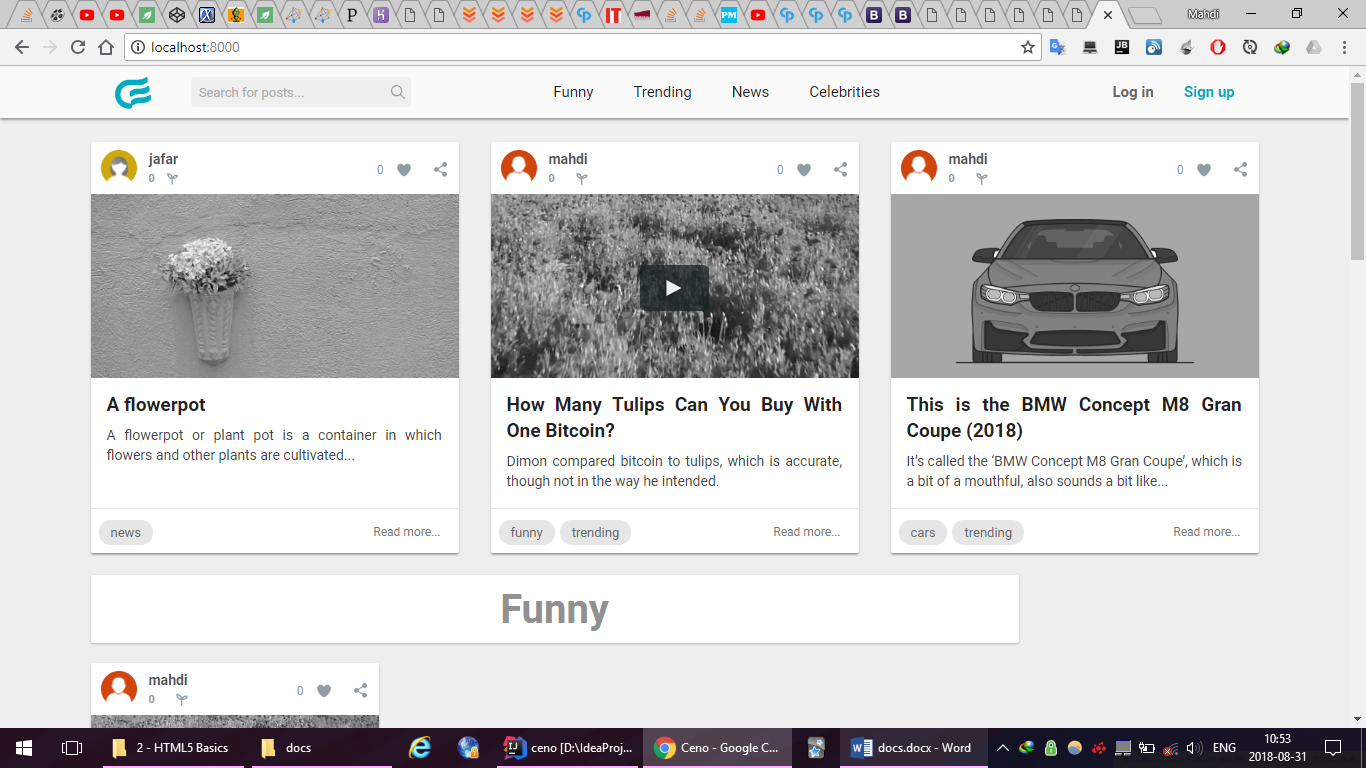 PM
B
B
Mahdi
localhost:8000
JB
Search for posts...
Funny
Trending
News
Celebrities
Log in
Sign up
jafar
0
0
mahdi
0
0
mahdi
0
0
A flowerpot
A flowerpot or plant pot is a container in which
flowers and other plants are cultivated...
news
Read more...
How Many Tulips Can You Buy With
One Bitcoin?
Dimon compared bitcoin to tulips, which is accurate,
though not in the way he intended.
funny
trending
Read more...
This is the BMW Concept M8 Gran
Coupe (2018)
It's called the ‘BMW Concept M8 Gran Coupe’, which is
a bit of a mouthful, also sounds a bit like...
cars
trending
Read more...
Funny
mahdi
0
0
2 - HTML5 Basics
docs
ceno [D:\IdeaProj...
Ceno - Google C...
docs.docx - Word
ENG
10:53
2018-08-31